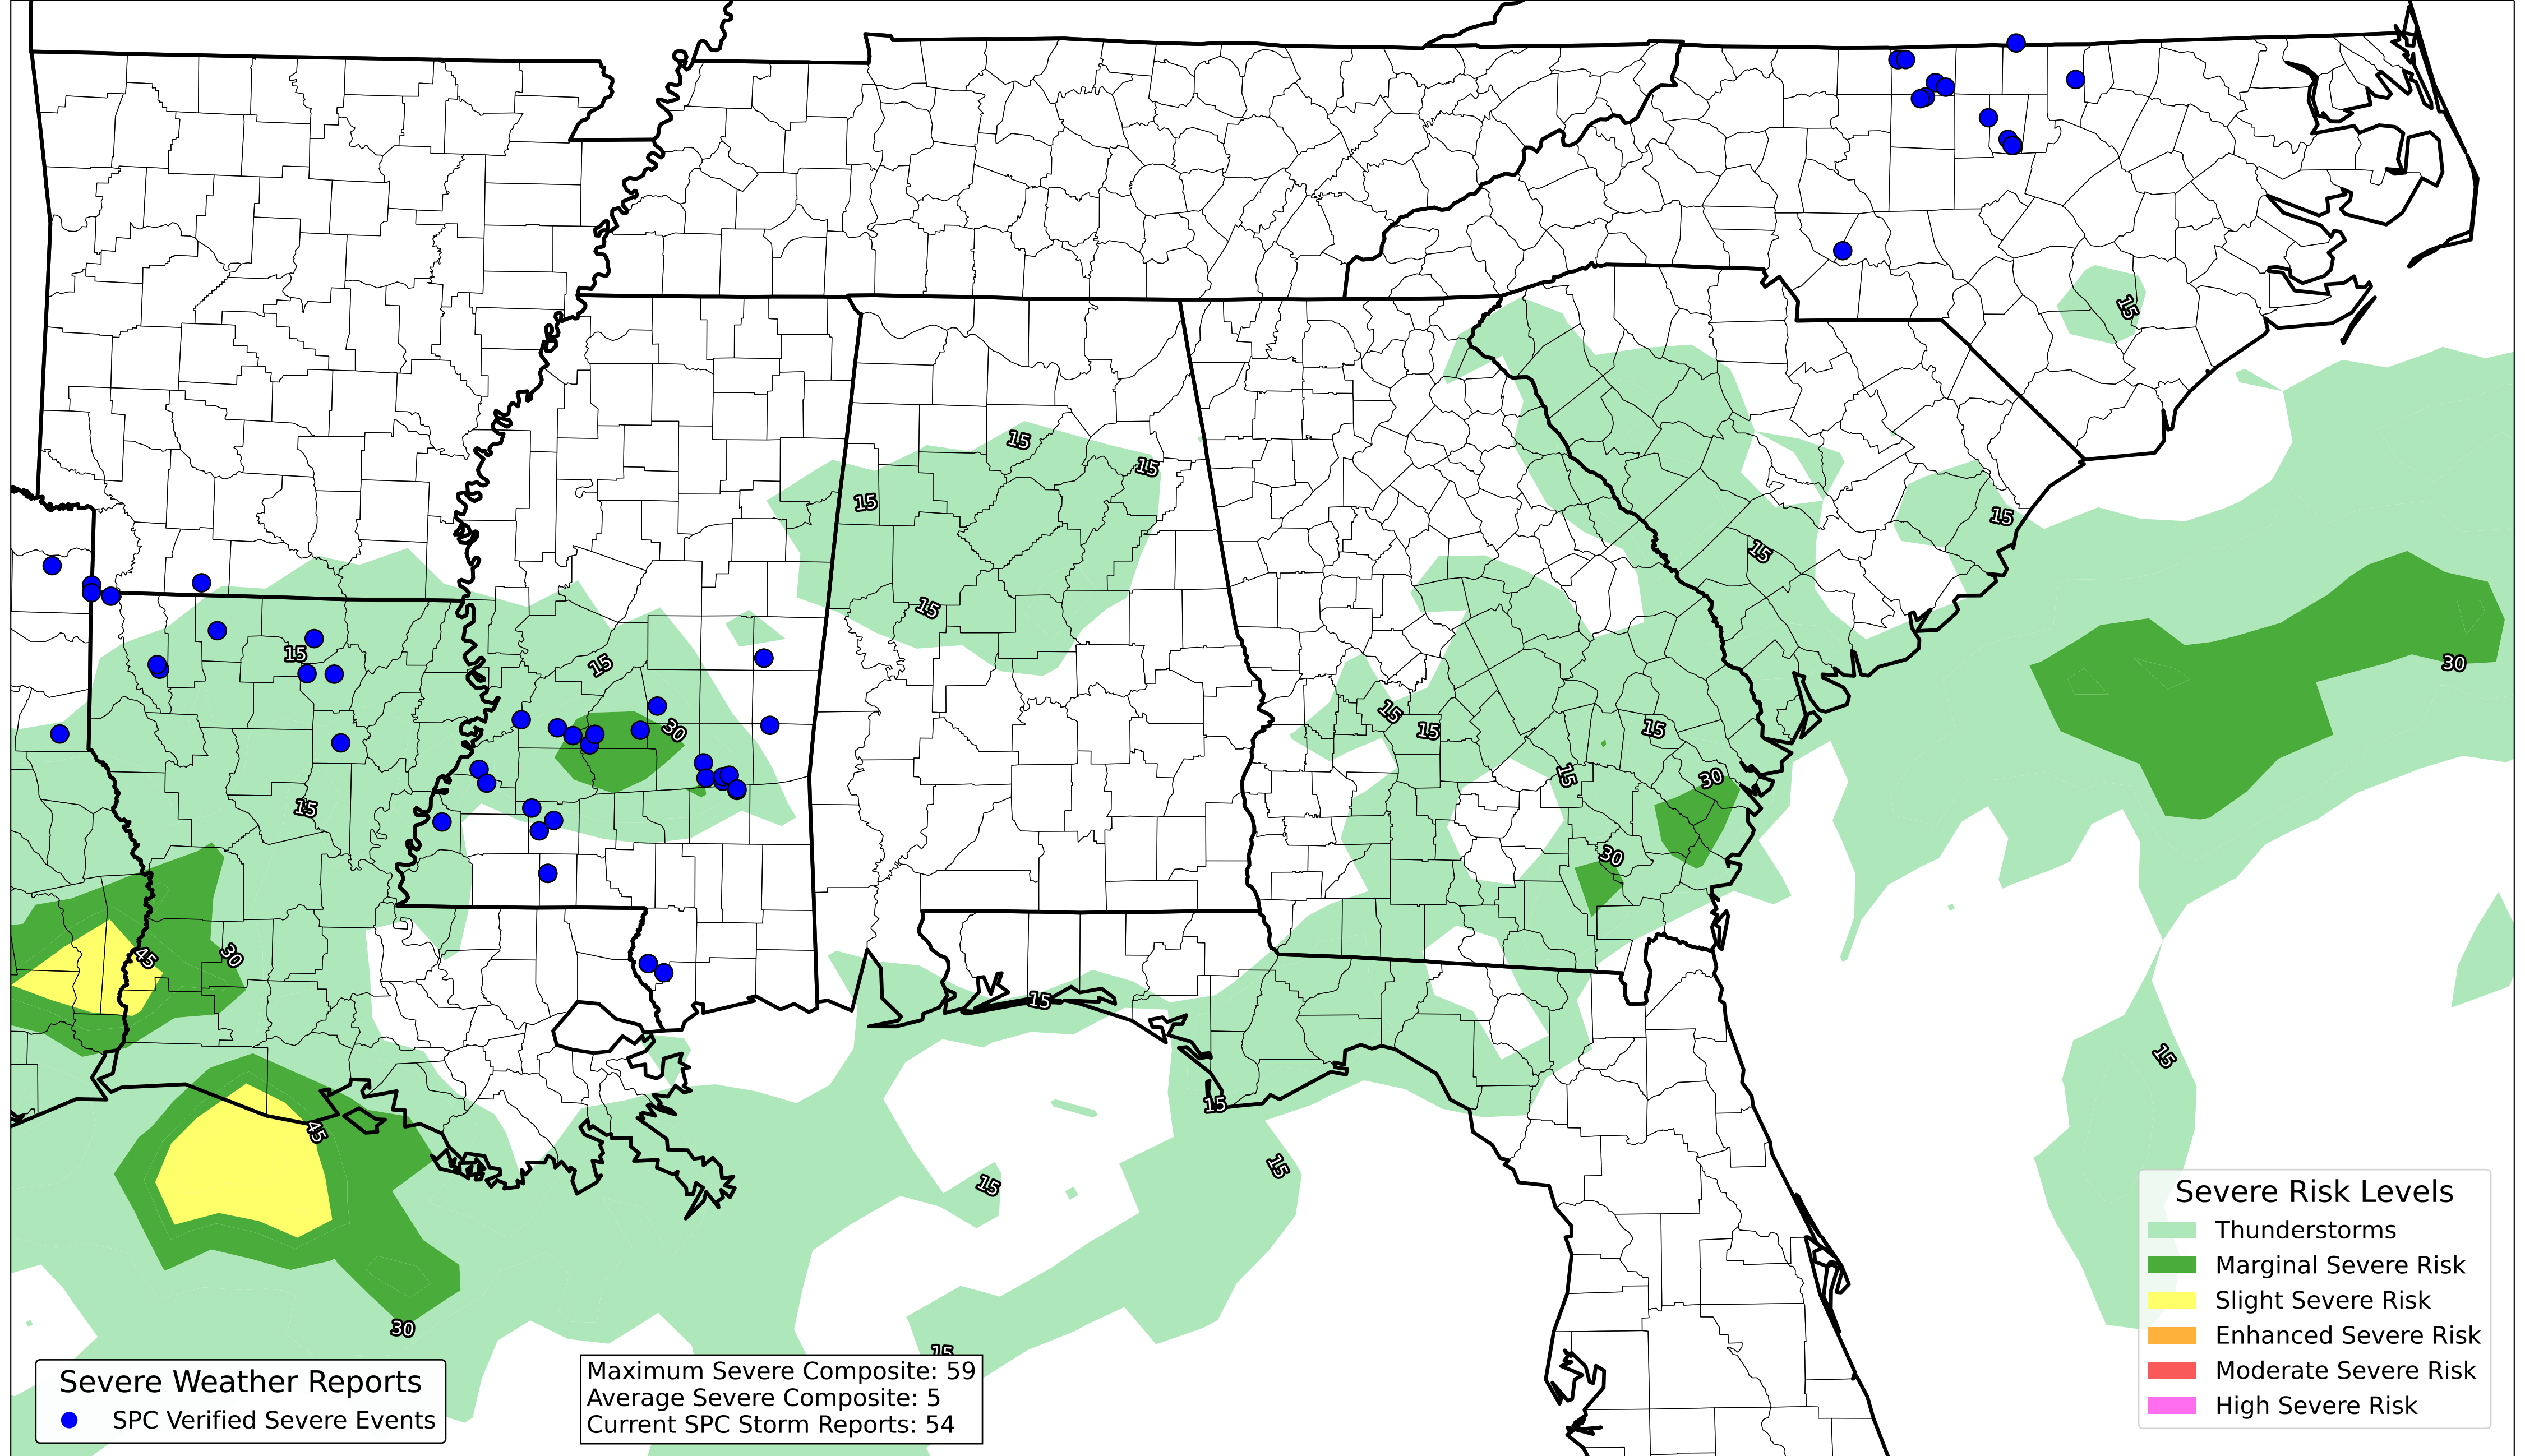 15
15
15
15
15
15
15
30
15
15
15
15
15
30
15
30
15
30
45
30
15
15
45
15
15
15
30
15
Severe Risk Levels
Thunderstorms
Marginal Severe Risk
Slight Severe Risk
Enhanced Severe Risk
Moderate Severe Risk
High Severe Risk
Severe Weather Reports
SPC Verified Severe Events
Maximum Severe Composite: 59
Average Severe Composite: 5
Current SPC Storm Reports: 54